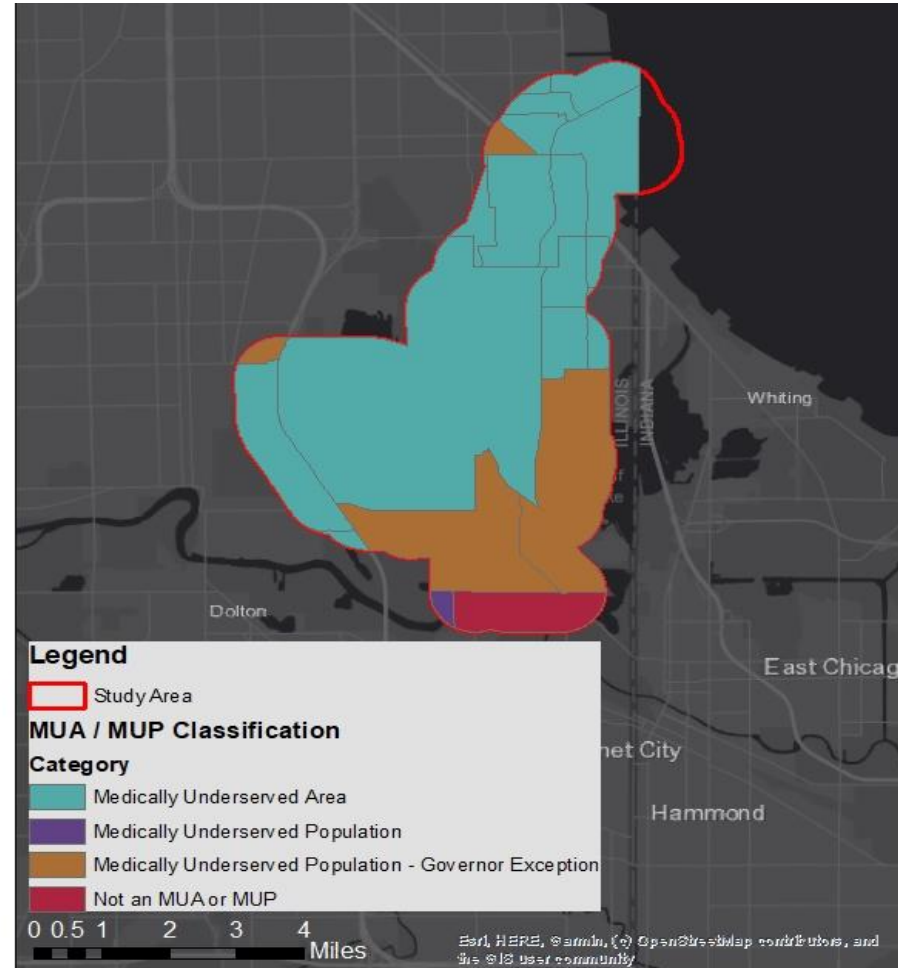 ILLINOIS
INDIANA
Whiting
Dolton
East Chicag
net City
Hammond
Legend
Study Area
MUA / MUP Classification
Category
Medically Underserved Area
Medically Underserved Population
Medically Underserved Population - Governor Exception
Not an MUA or MUP
0 0.5 1 2 3 4
Miles
Esri, HERE, Garmin, (c) OpenStreetMap contributors, and
the GIS user community